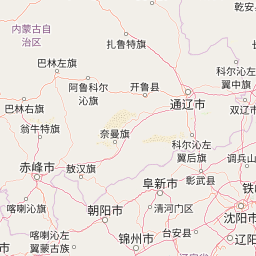 乾安县
内蒙古自
治区
扎鲁特旗
巴林左旗
科尔沁左
翼中旗
阿鲁科尔
沁旗
开鲁县
巴林右旗
通辽市
双辽市
翁牛特旗
奈曼旗
科尔沁左
翼后旗
调兵山
赤峰市
敖汉旗
彰武县
阜新市
铁岭
喀喇沁旗
朝阳市
清河门区
沈阳市
喀喇沁左
翼蒙古族
台安县
辽阳
锦州市